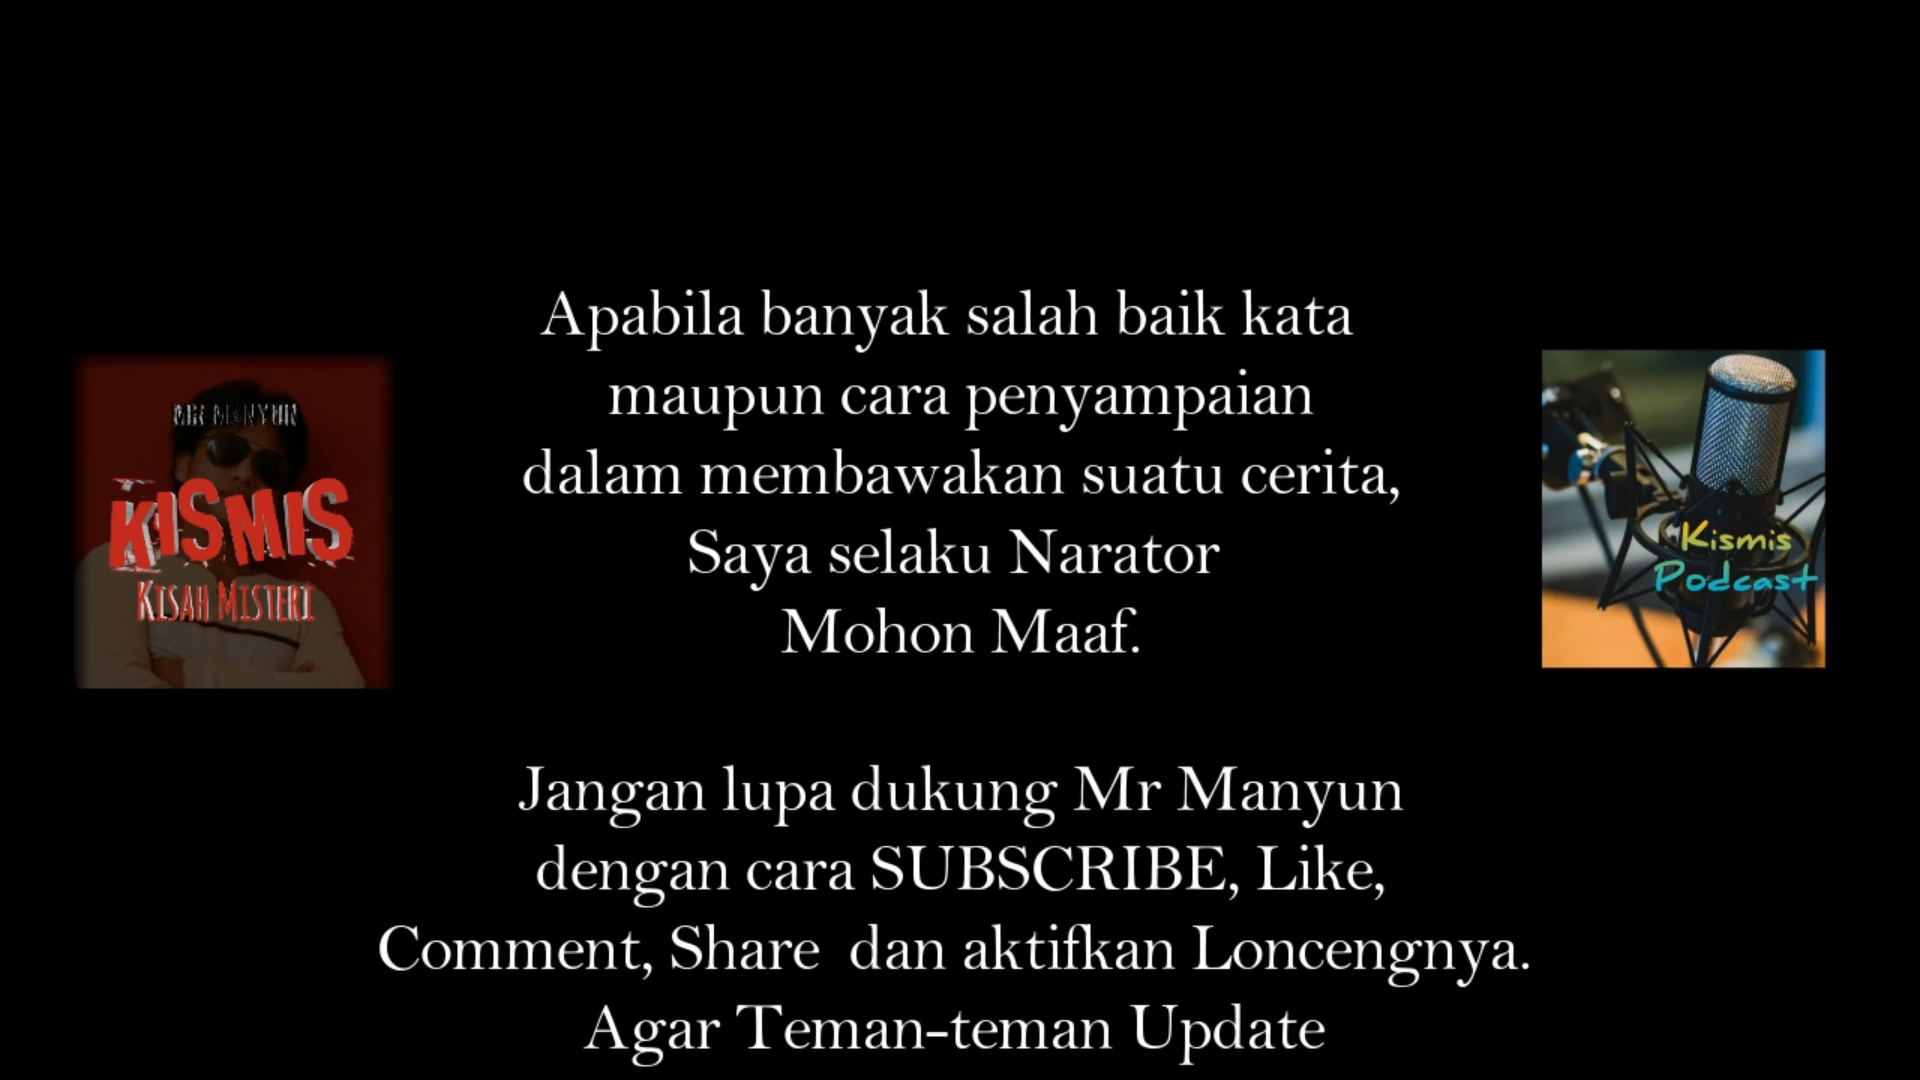 Apabila banyak salah baik kata
maupun cara penyampaian
dalam membawakan suatu cerita,
Saya selaku Narator
Mohon Maaf.
Jangan lupa dukung Mr Manyun
dengan cara SUBSCRIBE, Like,
Comment, Share  dan aktifkan Loncengnya.
Agar Teman-teman Update
MR MANYUN
KISMIS
KISAH MISTERI
Kismis
Podcast